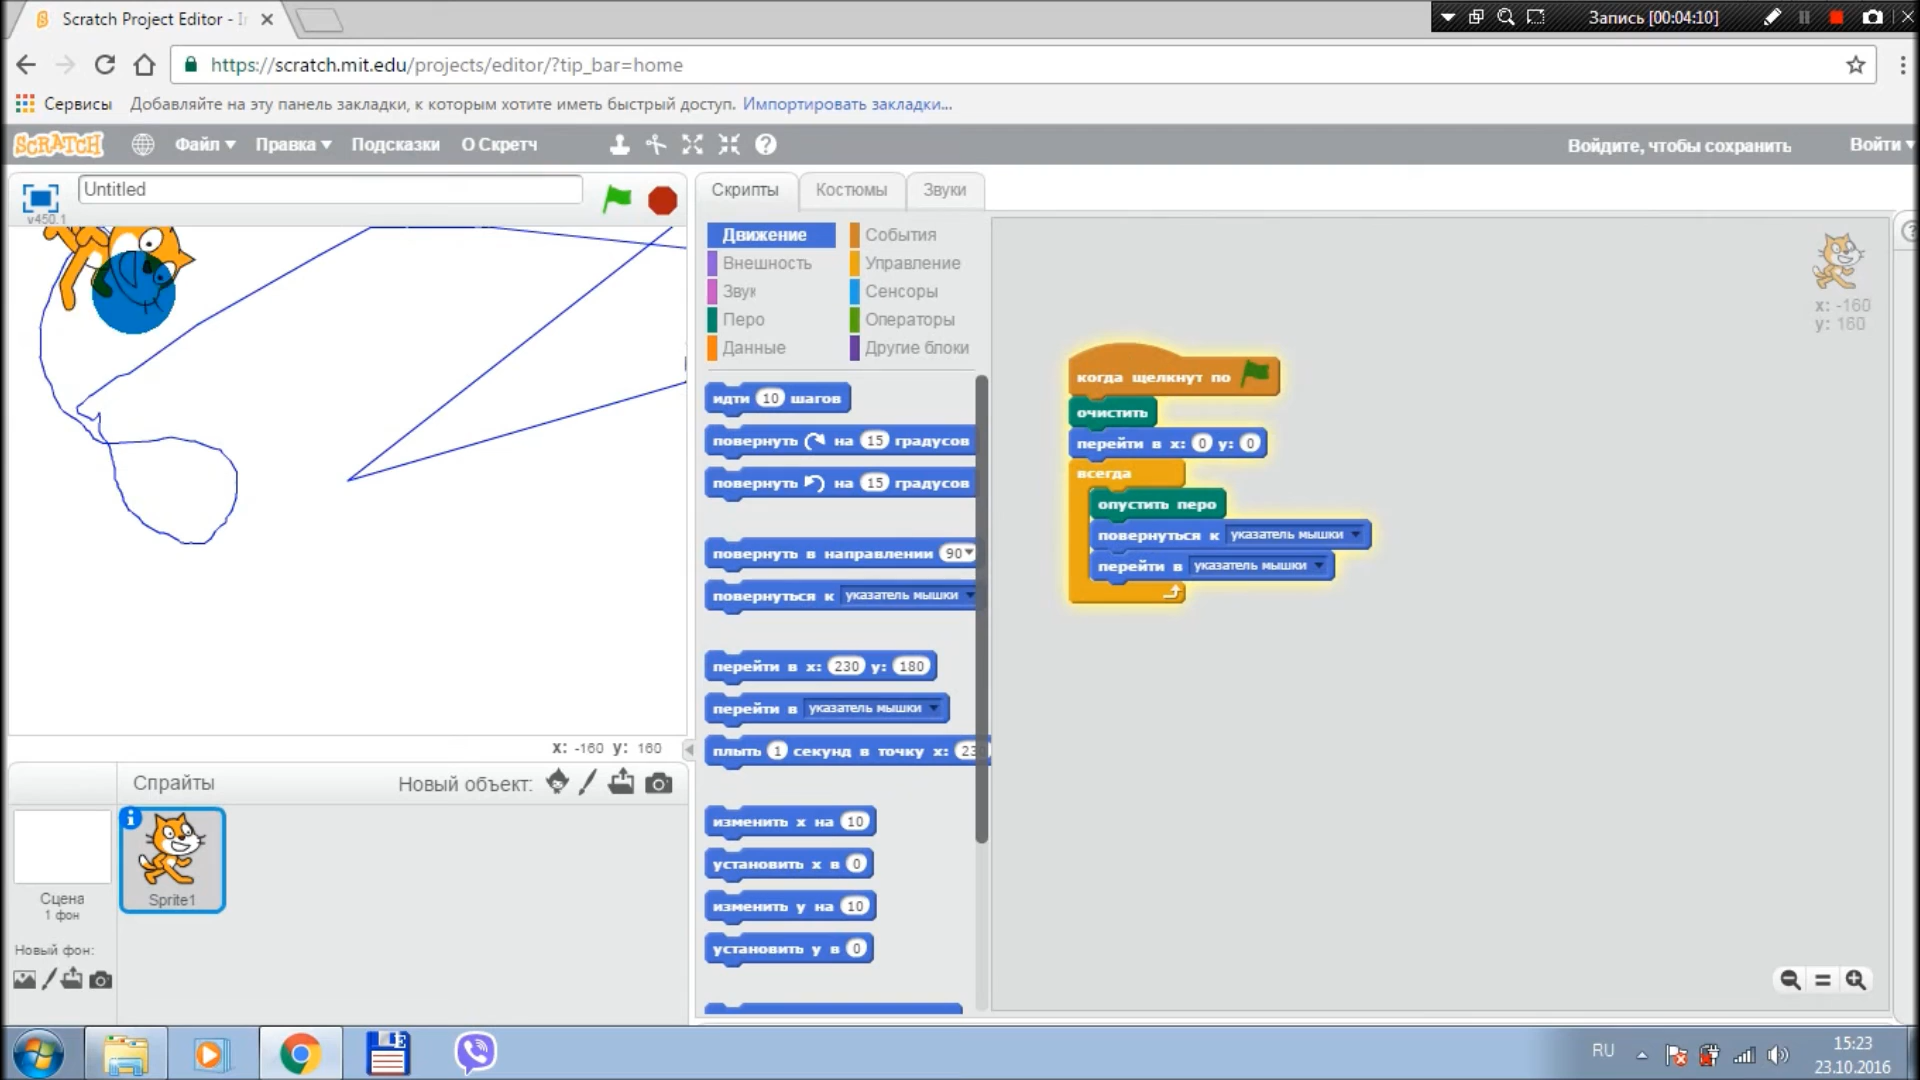 Scratch Project Editor - I
Запись [00:04:10]
https://scratch.mit.edu/projects/editor/?tip_bar=home
Сервисы Добавляйте на эту панель закладки, к которым хотите иметь быстрый доступ. Импортировать закладки...
SCRATCH Файл Правка Подсказки О Скретч Войдите, чтобы сохранить Войти
Untitled
v450.1
Скрипты Костюмы Звуки
Движение События
Внешность Управление
Звук Сенсоры
Перо Операторы
Данные Другие блоки
идти 10 шагов
повернуть на 15 градусов
повернуть на 15 градусов
повернуть в направлении 90
повернуться к указатель мышки
перейти в x: 230 y: 180
перейти в указатель мышки
плыть 1 секунд в точку x: 23
изменить x на 10
установить x в 0
изменить y на 10
установить y в 0
когда щелкнут по
очистить
перейти в x: 0 y: 0
всегда
опустить перо
повернуться к указатель мышки
перейти в указатель мышки
x: -160
y: 160
x: -160 y: 160
Спрайты Новый объект:
Sprite1
Сцена
1 фон
Новый фон:
RU
15:23
23.10.2016